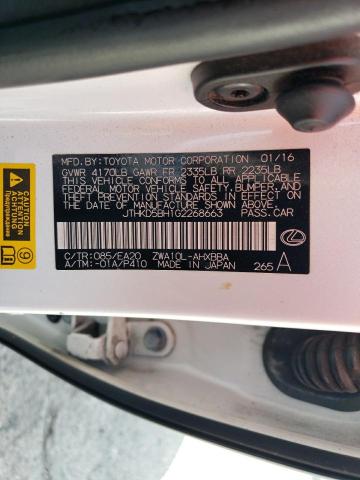 MFD.BY:TOYOTA MOTOR CORPORATION 01/16
GVWR 4170LB GAWR FR 2335LB RR 2235LB
THIS VEHICLE CONFORMS TO ALL APPLICABLE
FEDERAL MOTOR VEHICLE SAFETY, BUMPER, AND
THEFT PREVENTION STANDARDS IN EFFECT ON
THE DATE OF MANUFACTURE SHOWN ABOVE.
JTHKD5BH1G2268663 PASS.CAR
C/TR:085/EA20 ZWA10L-AHXBBA
A/TM:-01A/P410 MADE IN JAPAN 265 A